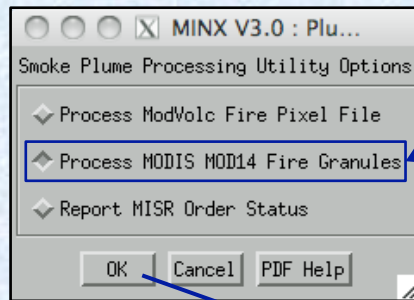 X MINX V3.0 : Plu...
Smoke Plume Processing Utility Options
Process ModVolc Fire Pixel File
Process MODIS MOD14 Fire Granules
Report MISR Order Status
OK Cancel PDF Help